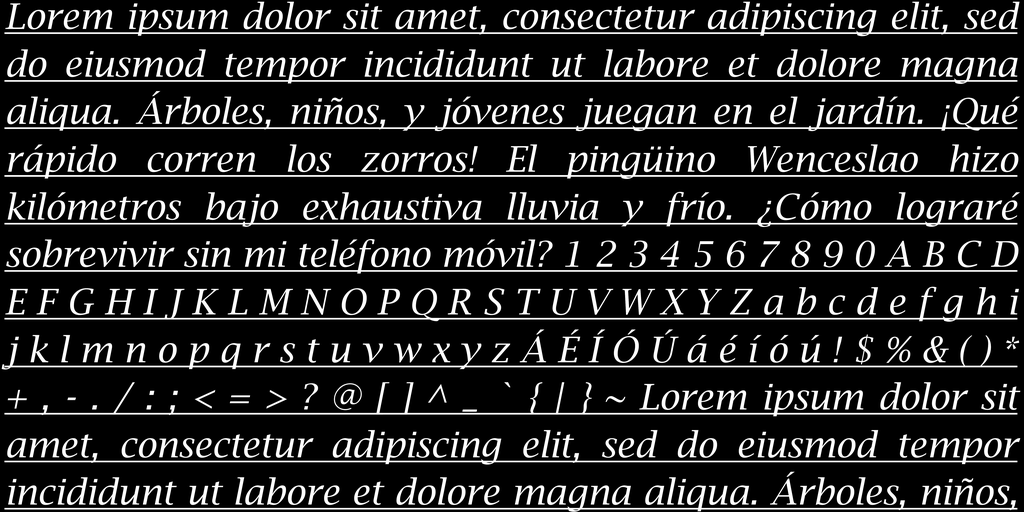 Lorem ipsum dolor sit amet, consectetur adipiscing elit, sed
do eiusmod tempor incididunt ut labore et dolore magna
aliqua. Árboles, niños, y jóvenes juegan en el jardín. ¡Qué
rápido corren los zorros! El pingüino Wenceslao hizo
kilómetros bajo exhaustiva lluvia y frío. ¿Cómo lograré
sobrevivir sin mi teléfono móvil? 1 2 3 4 5 6 7 8 9 0 A B C D
E F G H I J K L M N O P Q R S T U V W X Y Z a b c d e f g h i
j k l m n o p q r s t u v w x y z Á É Í Ó Ú á é í ó ú ! $ % & ( ) *
+ , - . / : ; < = > ? @ [ ] ^ _ ` { | } ~ Lorem ipsum dolor sit
amet, consectetur adipiscing elit, sed do eiusmod tempor
incididunt ut labore et dolore magna aliqua. Árboles, niños,